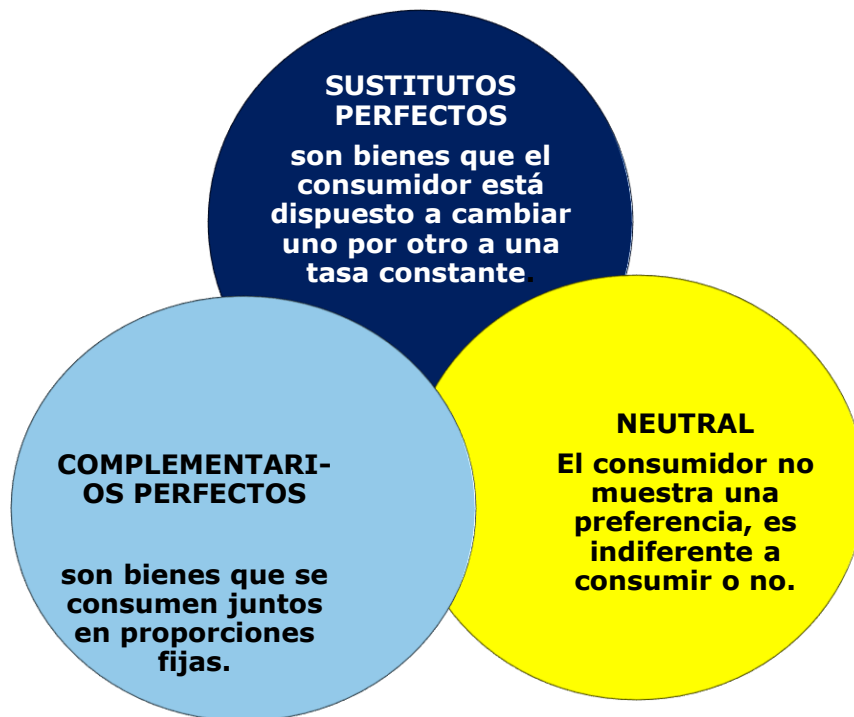 SUSTITUTOS
PERFECTOS
son bienes que el
consumidor está
dispuesto a cambiar
uno por otro a una
tasa constante.
COMPLEMENTARI-
OS PERFECTOS
son bienes que se
consumen juntos
en proporciones
fijas.
NEUTRAL
El consumidor no
muestra una
preferencia, es
indiferente a
consumir o no.